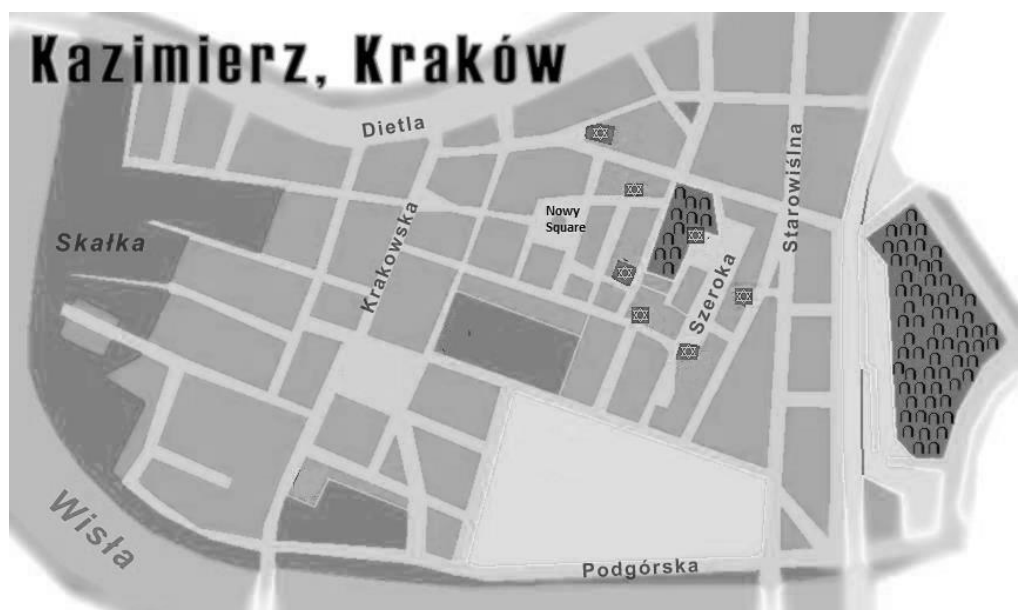 Kazimierz, Kraków
Dietla
Starowiślna
Nowy
Square
Krakowska
Skałka
Szeroka
Wisła
Podgórska